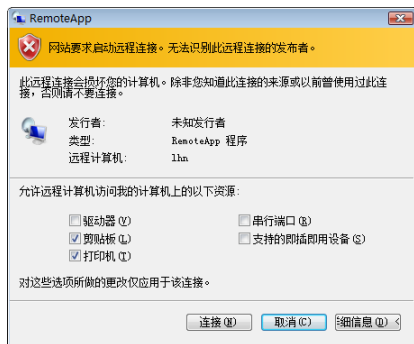 RemoteApp
网站要求启动远程连接。无法识别此远程连接的发布者。
此远程连接会损坏您的计算机。除非您知道此连接的来源或以前曾使用过此连
接，否则请不要连接。
发行者: 未知发行者
类型: RemoteApp 程序
远程计算机: lhn
允许远程计算机访问我的计算机上的以下资源:
驱动器(V) 串行端口(R)
剪贴板(L) 支持的即插即用设备(S)
打印机(I)
对这些选项所做的更改仅应用于该连接。
连接(N) 取消(C) 细信息(D) <